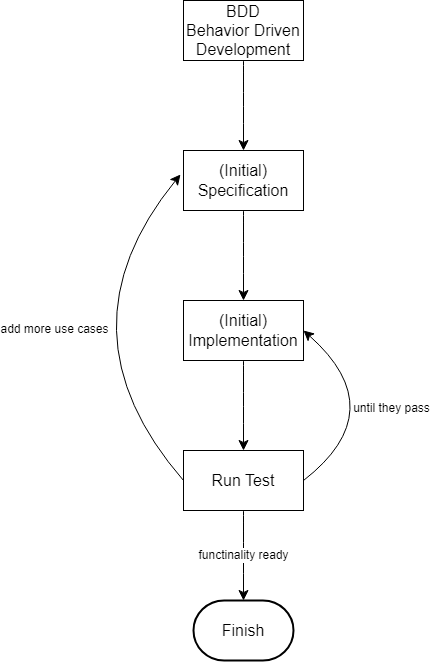 BDD
Behavior Driven
Development
(Initial)
Specification
(Initial)
Implementation
add more use cases
until they pass
Run Test
functinality ready
Finish